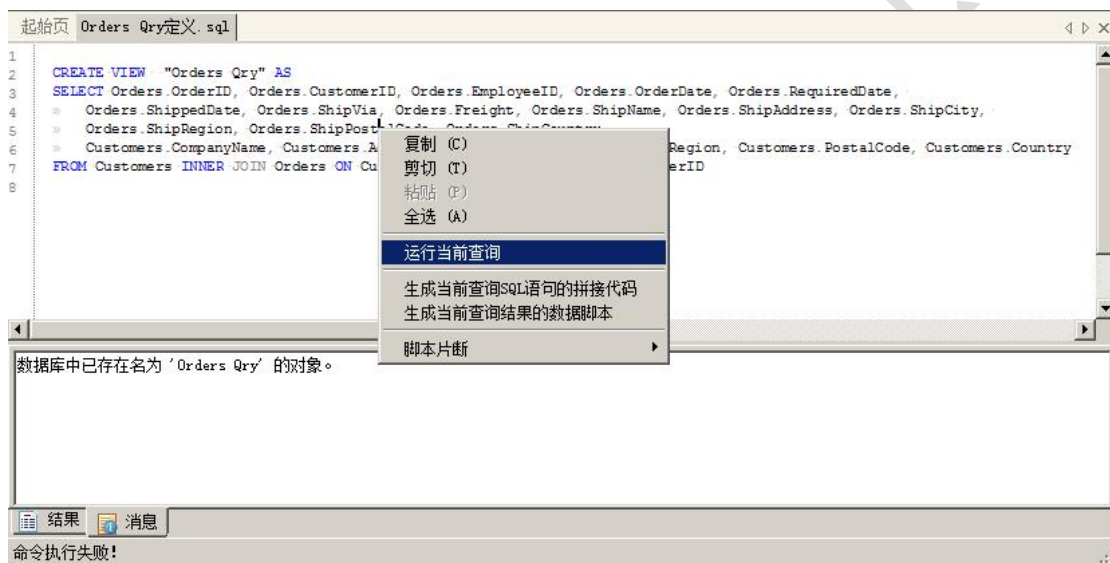 起始页 Orders Qry定义.sql
1
2 CREATE VIEW "Orders Qry" AS
3 SELECT Orders.OrderID, Orders.CustomerID, Orders.EmployeeID, Orders.OrderDate, Orders.RequiredDate,
4 Orders.ShippedDate, Orders.ShipVia, Orders.Freight, Orders.ShipName, Orders.ShipAddress, Orders.ShipCity,
5 Orders.ShipRegion, Orders.ShipPost
6 Customers.CompanyName, Customers.A Region, Customers.PostalCode, Customers.Country
7 FROM Customers INNER JOIN Orders ON Cu erID
8
复制 (C)
剪切 (T)
粘贴 (P)
全选 (A)
运行当前查询
生成当前查询SQL语句的拼接代码
生成当前查询结果的数据脚本
脚本片断
数据库中已存在名为 'Orders Qry' 的对象。
结果 消息
命令执行失败!